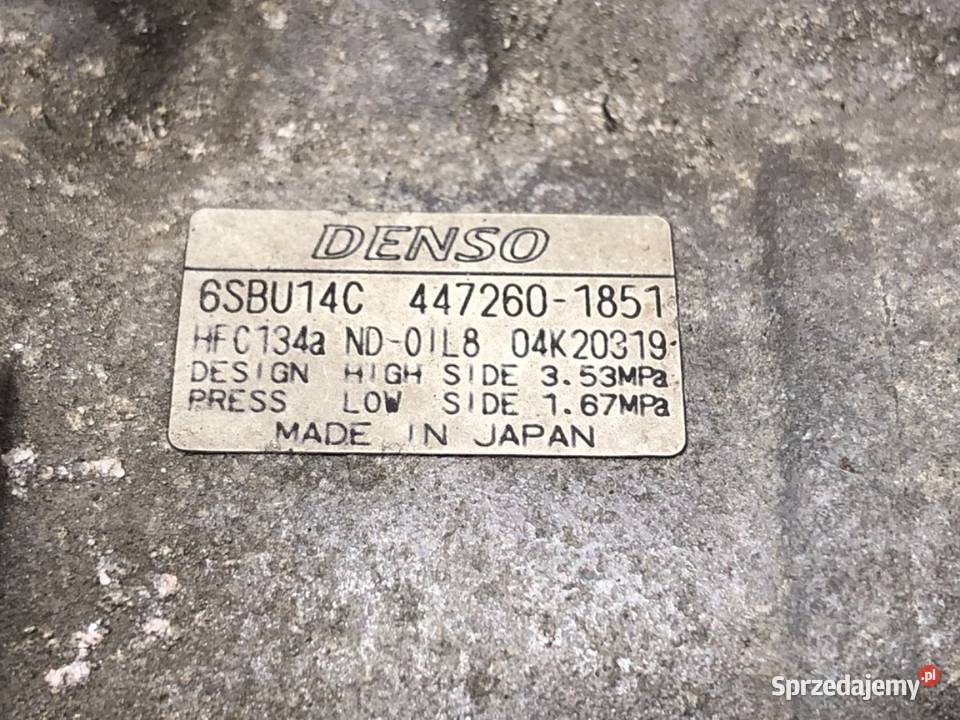 DENSO
6SBU14C 447260-1851
HFC134a ND-OIL8 04K20319
DESIGN HIGH SIDE 3.53MPa
PRESS LOW SIDE 1.67MPa
MADE IN JAPAN
Sprzedajemy.pl